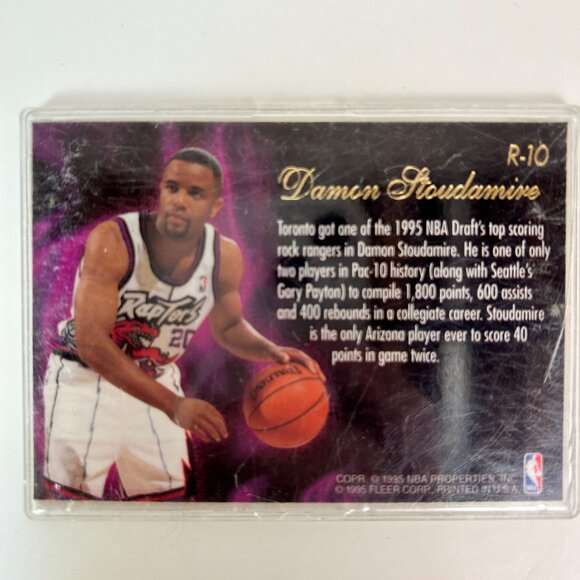 R-10
Damon Stoudamire
Toronto got one of the 1995 NBA Draft's top scoring
rock rangers in Damon Stoudamire. He is one of only
two players in Pac-10 history (along with Seattle's
Gary Payton) to compile 1,800 points, 600 assists
and 400 rebounds in a collegiate career. Stoudamire
is the only Arizona player ever to score 40
points in game twice.
RAPTORS
20
SPALDING
COPR. © 1995 NBA PROPERTIES, INC.
© 1995 FLEER CORP. PRINTED IN U.S.A.
NBA